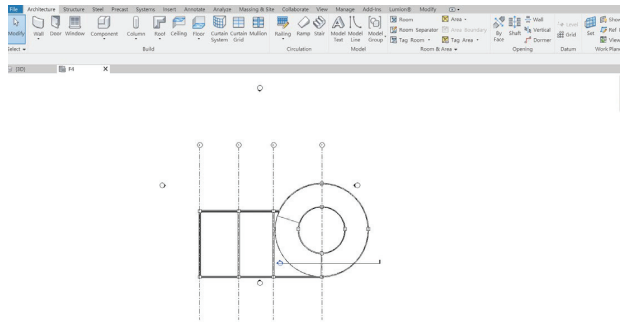 File Architecture Structure Steel Precast Systems Insert Annotate Analyze Massing & Site Collaborate View Manage Add-Ins Lumion® Modify
Modify
Wall Door Window Component Column Roof Ceiling Floor Curtain System Curtain Grid Mullion
Railing Ramp Stair
Model Text Model Line Model Group
Room Area
Room Separator Area Boundary
Tag Room Tag Area
By Face Shaft Wall
Vertical
Dormer
Level
Grid
Set Show
Ref
View
Select Build Circulation Model Room & Area Opening Datum Work Plane
{3D} X